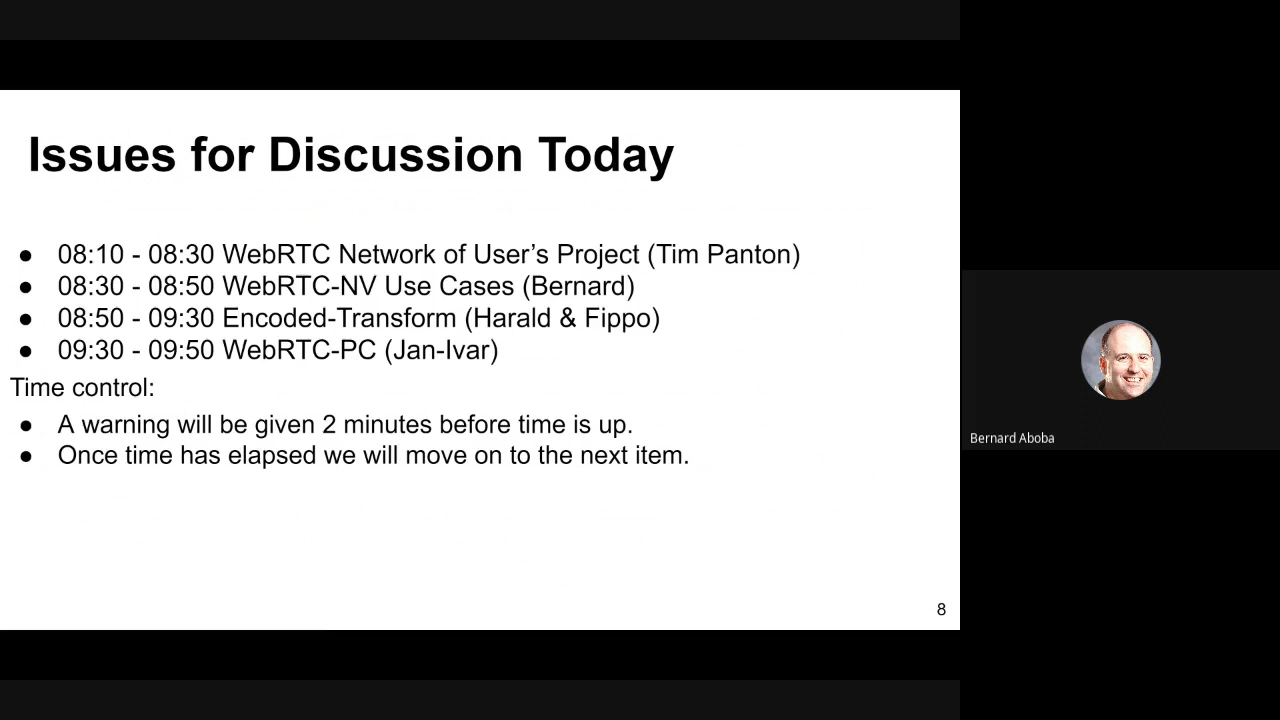 Issues for Discussion Today
● 08:10 - 08:30 WebRTC Network of User’s Project (Tim Panton)
● 08:30 - 08:50 WebRTC-NV Use Cases (Bernard)
● 08:50 - 09:30 Encoded-Transform (Harald & Fippo)
● 09:30 - 09:50 WebRTC-PC (Jan-Ivar)
Time control:
● A warning will be given 2 minutes before time is up.
● Once time has elapsed we will move on to the next item.
8
Bernard Aboba